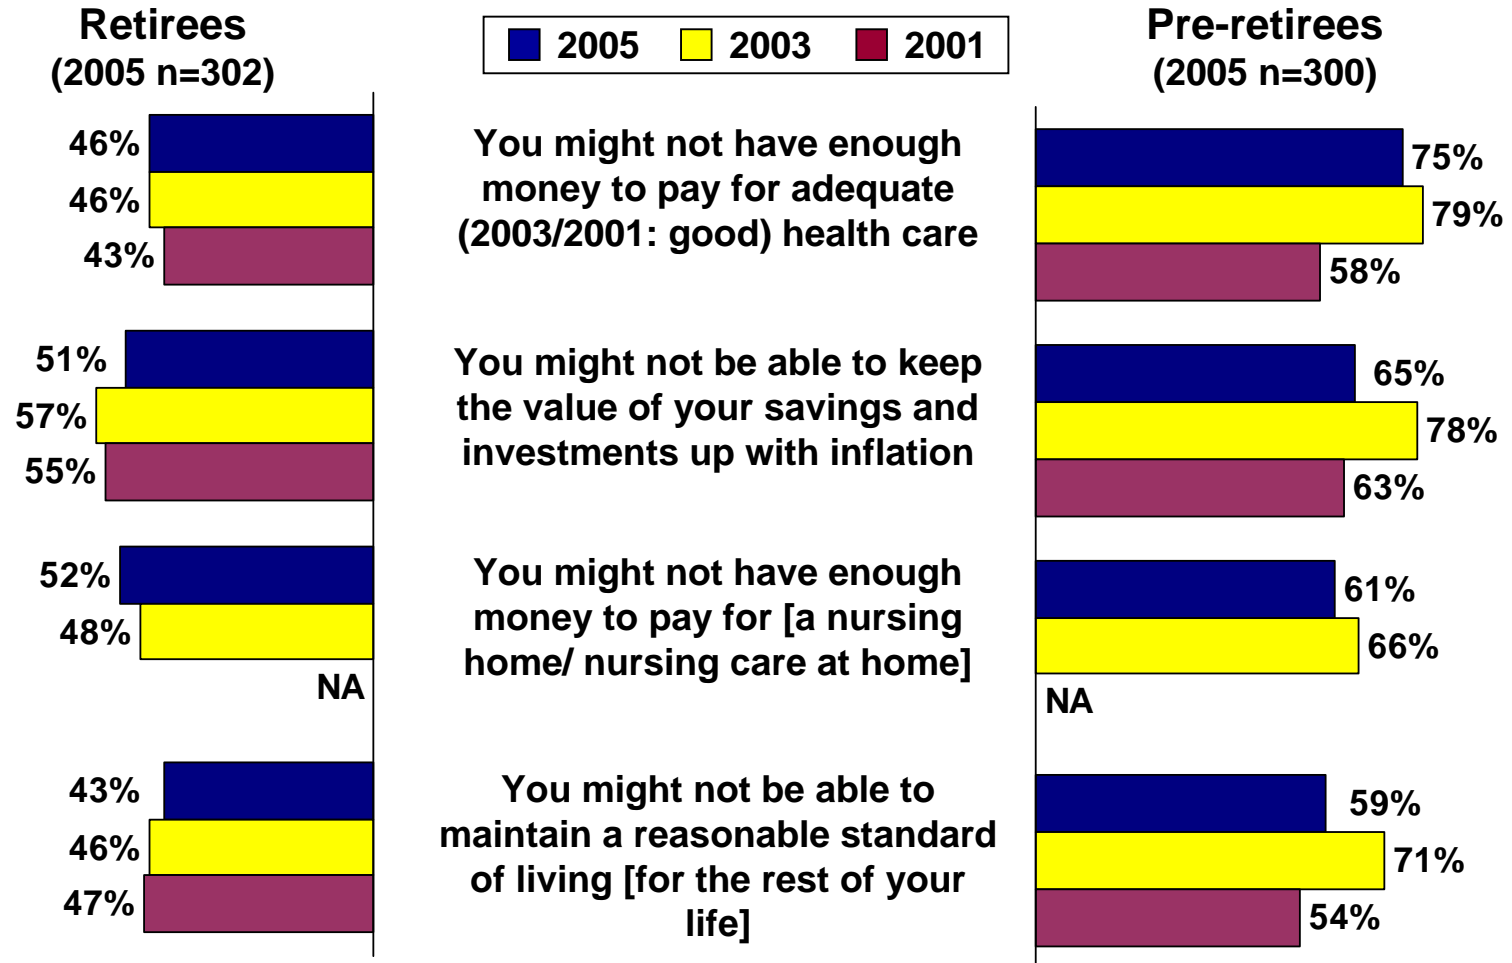 Retirees
(2005 n=302)
2005 2003 2001
Pre-retirees
(2005 n=300)
46%
46%
43%
You might not have enough
money to pay for adequate
(2003/2001: good) health care
75%
79%
58%
51%
57%
55%
You might not be able to keep
the value of your savings and
investments up with inflation
65%
78%
63%
52%
48%
NA
You might not have enough
money to pay for [a nursing
home/ nursing care at home]
61%
66%
NA
43%
46%
47%
You might not be able to
maintain a reasonable standard
of living [for the rest of your
life]
59%
71%
54%